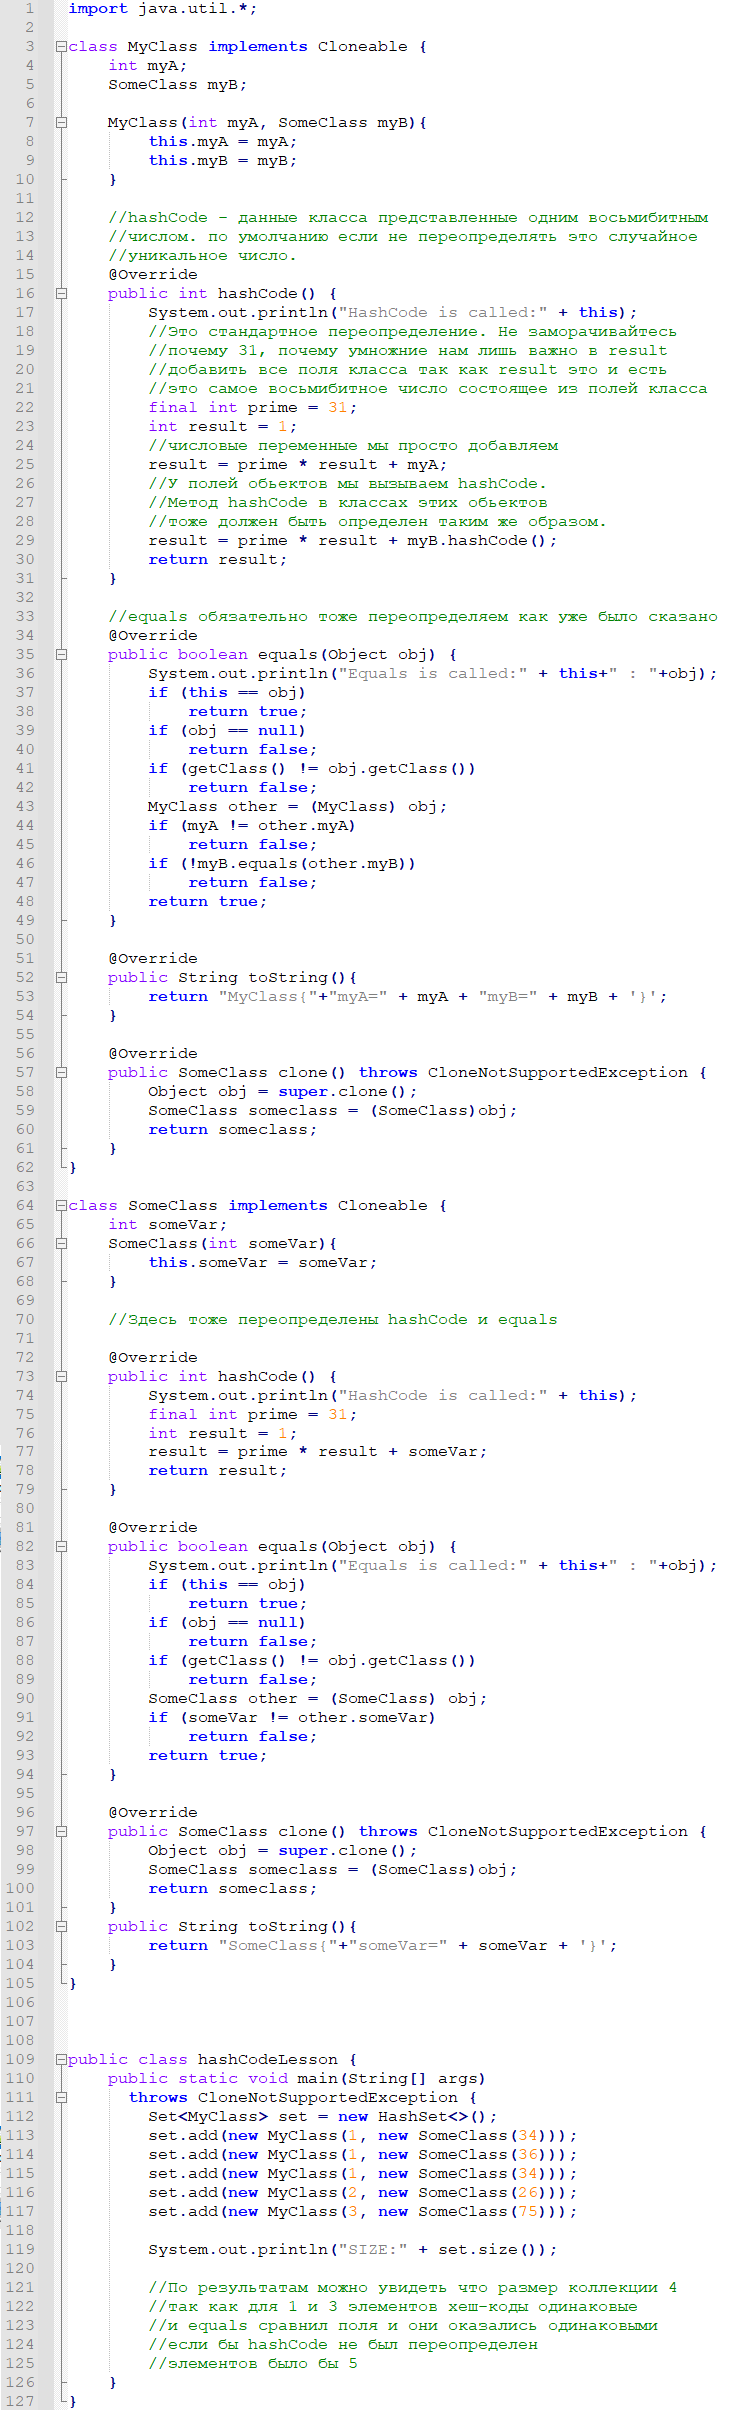 1 import java.util.*;
2
3 class MyClass implements Cloneable {
4     int myA;
5     SomeClass myB;
6
7     MyClass(int myA, SomeClass myB){
8         this.myA = myA;
9         this.myB = myB;
10     }
11
12     //hashCode - данные класса представленные одним восьмибитным
13     //числом. по умолчанию если не переопределять это случайное
14     //уникальное число.
15     @Override
16     public int hashCode() {
17         System.out.println("HashCode is called:" + this);
18         //Это стандартное переопределение. Не заморачивайтесь
19         //почему 31, почему умножние нам лишь важно в result
20         //добавить все поля класса так как result это и есть
21         //это самое восьмибитное число состоящее из полей класса
22         final int prime = 31;
23         int result = 1;
24         //числовые переменные мы просто добавляем
25         result = prime * result + myA;
26         //У полей обьектов мы вызываем hashCode.
27         //Метод hashCode в классах этих обьектов
28         //тоже должен быть определен таким же образом.
29         result = prime * result + myB.hashCode();
30         return result;
31     }
32
33     //equals обязательно тоже переопределяем как уже было сказано
34     @Override
35     public boolean equals(Object obj) {
36         System.out.println("Equals is called:" + this+" : "+obj);
37         if (this == obj)
38             return true;
39         if (obj == null)
40             return false;
41         if (getClass() != obj.getClass())
42             return false;
43         MyClass other = (MyClass) obj;
44         if (myA != other.myA)
45             return false;
46         if (!myB.equals(other.myB))
47             return false;
48         return true;
49     }
50
51     @Override
52     public String toString(){
53         return "MyClass{"+"myA=" + myA + "myB=" + myB + '}';
54     }
55
56     @Override
57     public SomeClass clone() throws CloneNotSupportedException {
58         Object obj = super.clone();
59         SomeClass someclass = (SomeClass)obj;
60         return someclass;
61     }
62 }
63
64 class SomeClass implements Cloneable {
65     int someVar;
66     SomeClass(int someVar){
67         this.someVar = someVar;
68     }
69
70     //Здесь тоже переопределены hashCode и equals
71
72     @Override
73     public int hashCode() {
74         System.out.println("HashCode is called:" + this);
75         final int prime = 31;
76         int result = 1;
77         result = prime * result + someVar;
78         return result;
79     }
80
81     @Override
82     public boolean equals(Object obj) {
83         System.out.println("Equals is called:" + this+" : "+obj);
84         if (this == obj)
85             return true;
86         if (obj == null)
87             return false;
88         if (getClass() != obj.getClass())
89             return false;
90         SomeClass other = (SomeClass) obj;
91         if (someVar != other.someVar)
92             return false;
93         return true;
94     }
95
96     @Override
97     public SomeClass clone() throws CloneNotSupportedException {
98         Object obj = super.clone();
99         SomeClass someclass = (SomeClass)obj;
100         return someclass;
101     }
102     public String toString(){
103         return "SomeClass{"+"someVar=" + someVar + '}';
104     }
105 }
106
107
108
109 public class hashCodeLesson {
110     public static void main(String[] args)
111       throws CloneNotSupportedException {
112         Set<MyClass> set = new HashSet<>();
113         set.add(new MyClass(1, new SomeClass(34)));
114         set.add(new MyClass(1, new SomeClass(36)));
115         set.add(new MyClass(1, new SomeClass(34)));
116         set.add(new MyClass(2, new SomeClass(26)));
117         set.add(new MyClass(3, new SomeClass(75)));
118
119         System.out.println("SIZE:" + set.size());
120
121         //По результатам можно увидеть что размер коллекции 4
122         //так как для 1 и 3 элементов хеш-коды одинаковые
123         //и equals сравнил поля и они оказались одинаковыми
124         //если бы hashCode не был переопределен
125         //элементов было бы 5
126     }
127 }